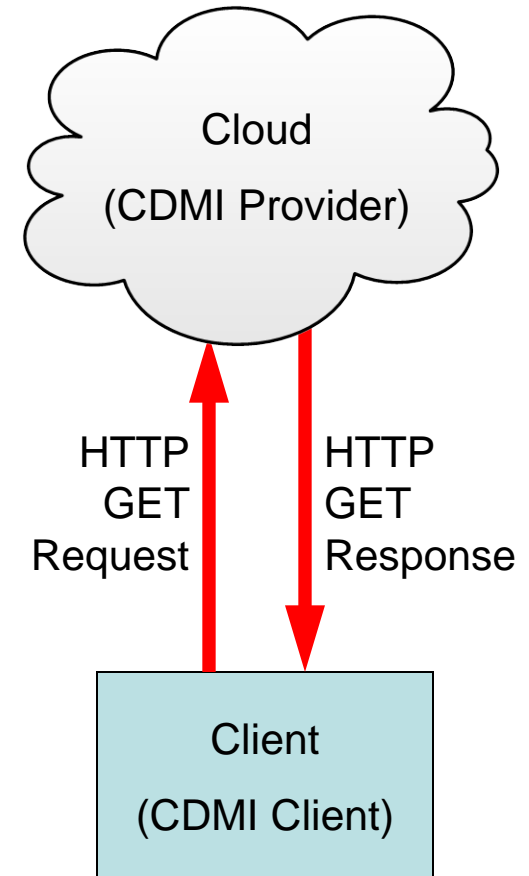 Cloud
(CDMI Provider)
HTTP
GET
Request
HTTP
GET
Response
Client
(CDMI Client)